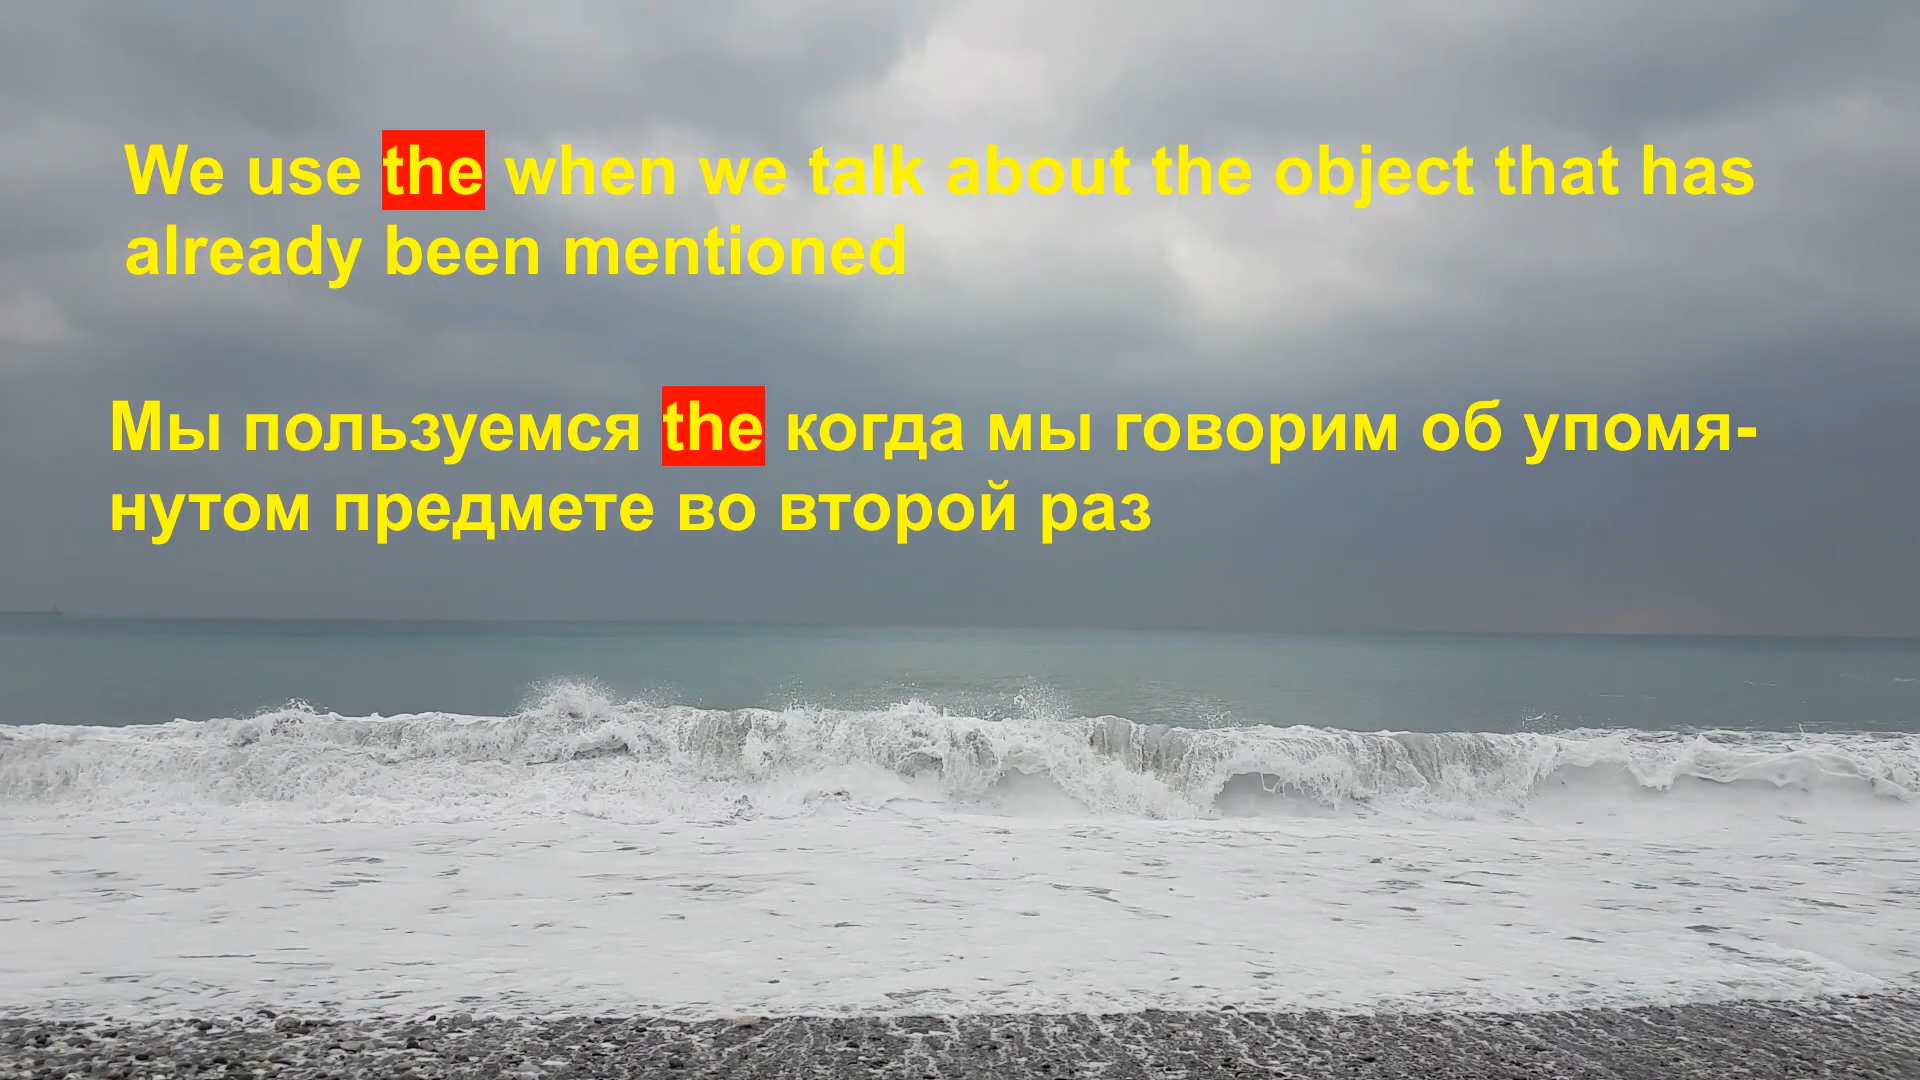 We use the when we talk about the object that has
already been mentioned
Мы пользуемся the когда мы говорим об упомя-
нутом предмете во второй раз